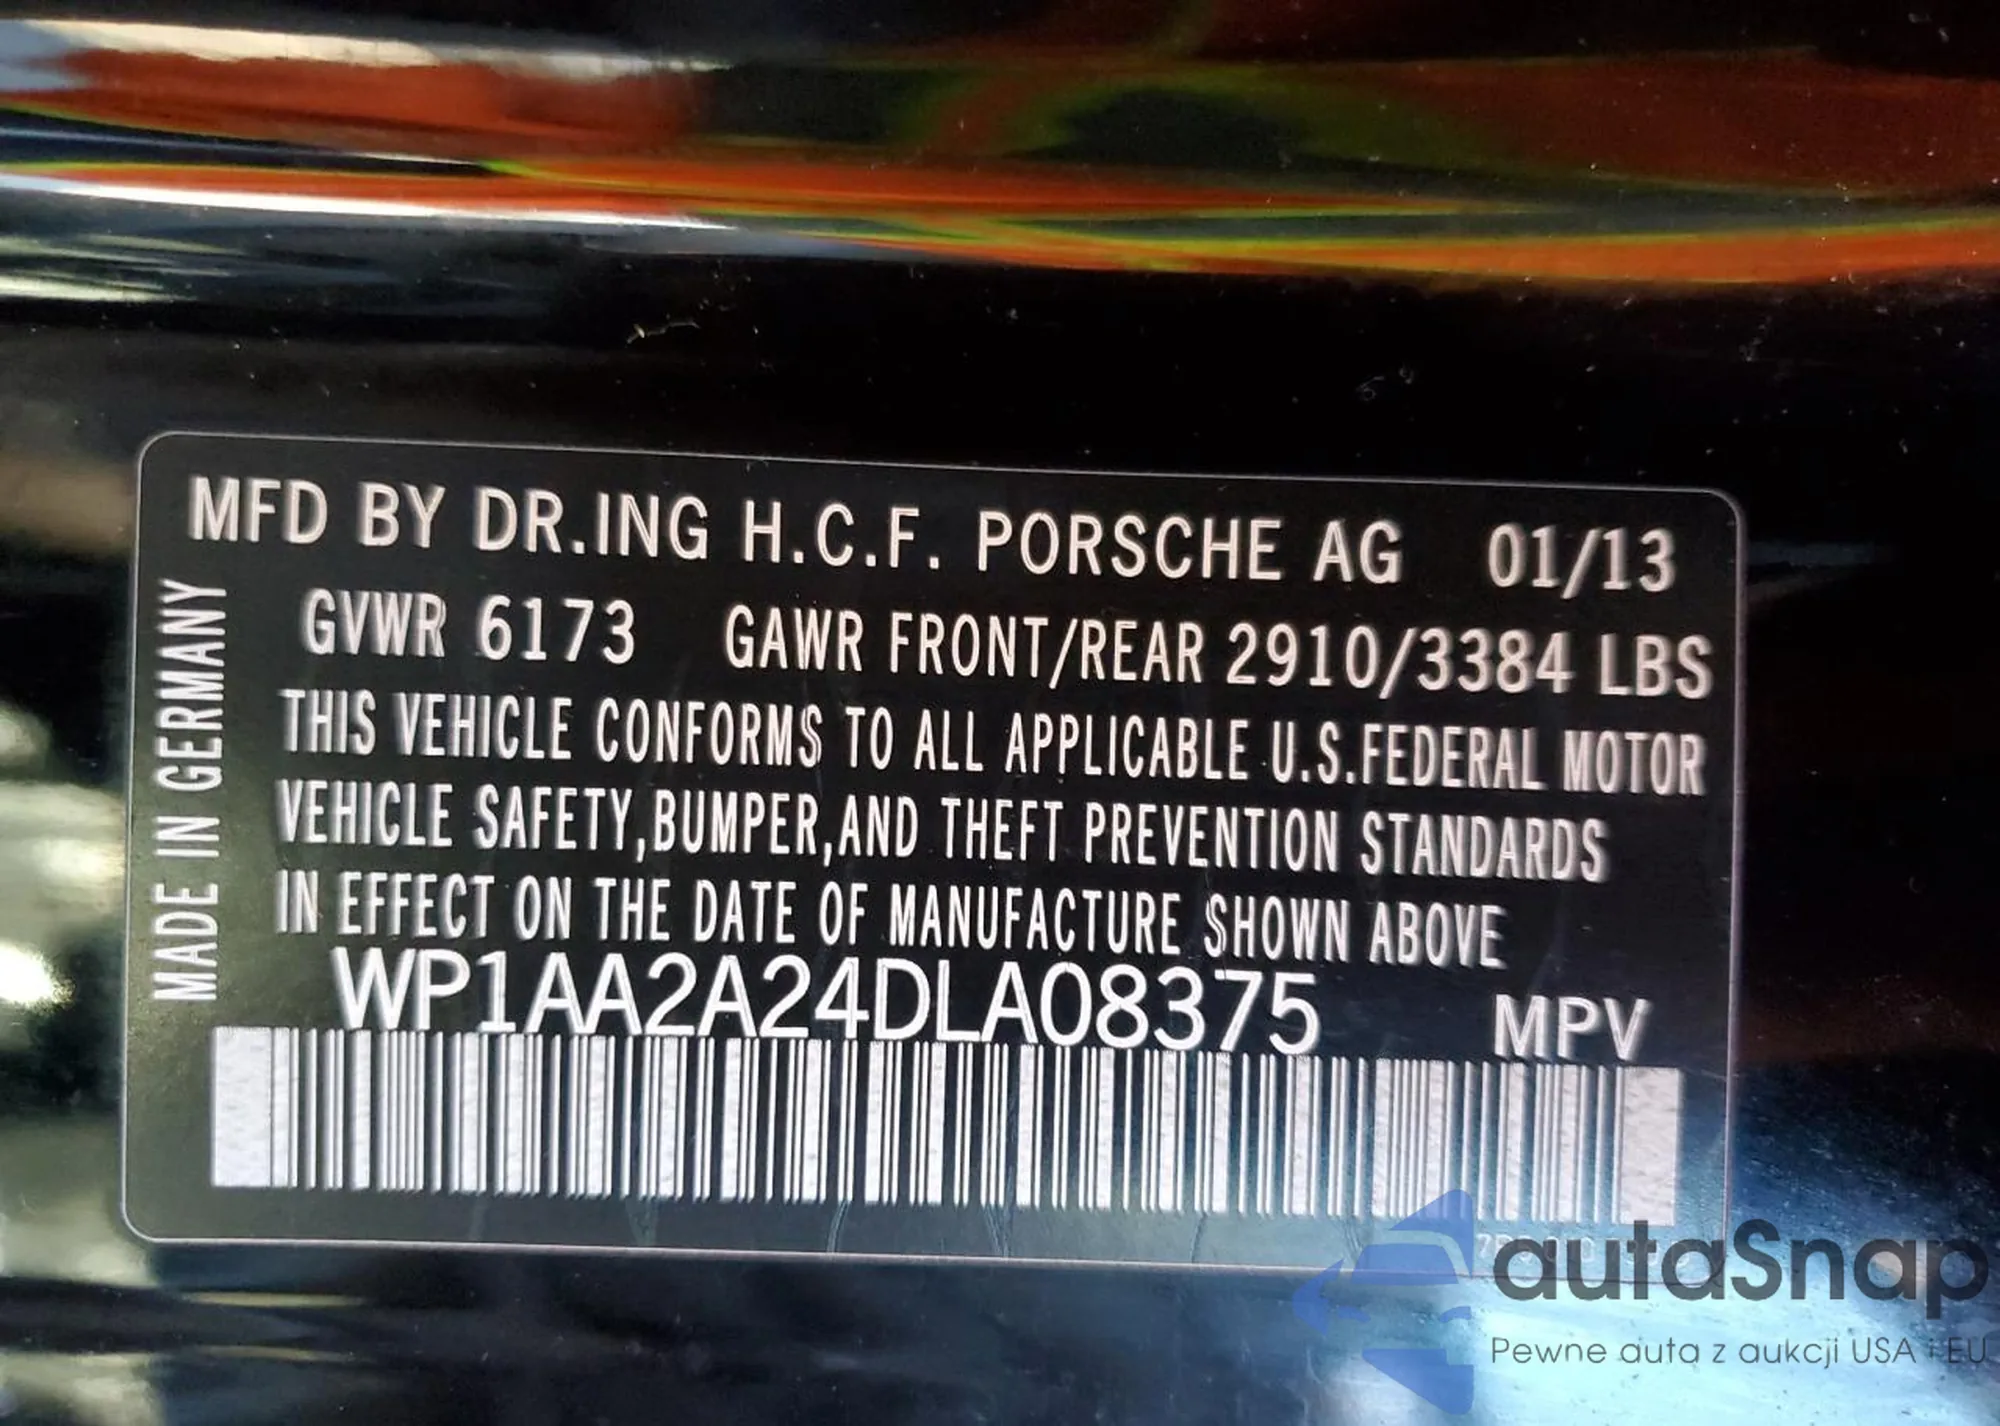 MFD BY DR.ING H.C.F. PORSCHE AG 01/13
GVWR 6173 GAWR FRONT/REAR 2910/3384 LBS
THIS VEHICLE CONFORMS TO ALL APPLICABLE U.S.FEDERAL MOTOR
VEHICLE SAFETY,BUMPER,AND THEFT PREVENTION STANDARDS
IN EFFECT ON THE DATE OF MANUFACTURE SHOWN ABOVE
WP1AA2A24DLA08375 MPV
MADE IN GERMANY
autaSnap
Pewne auta z aukcji USA i EU